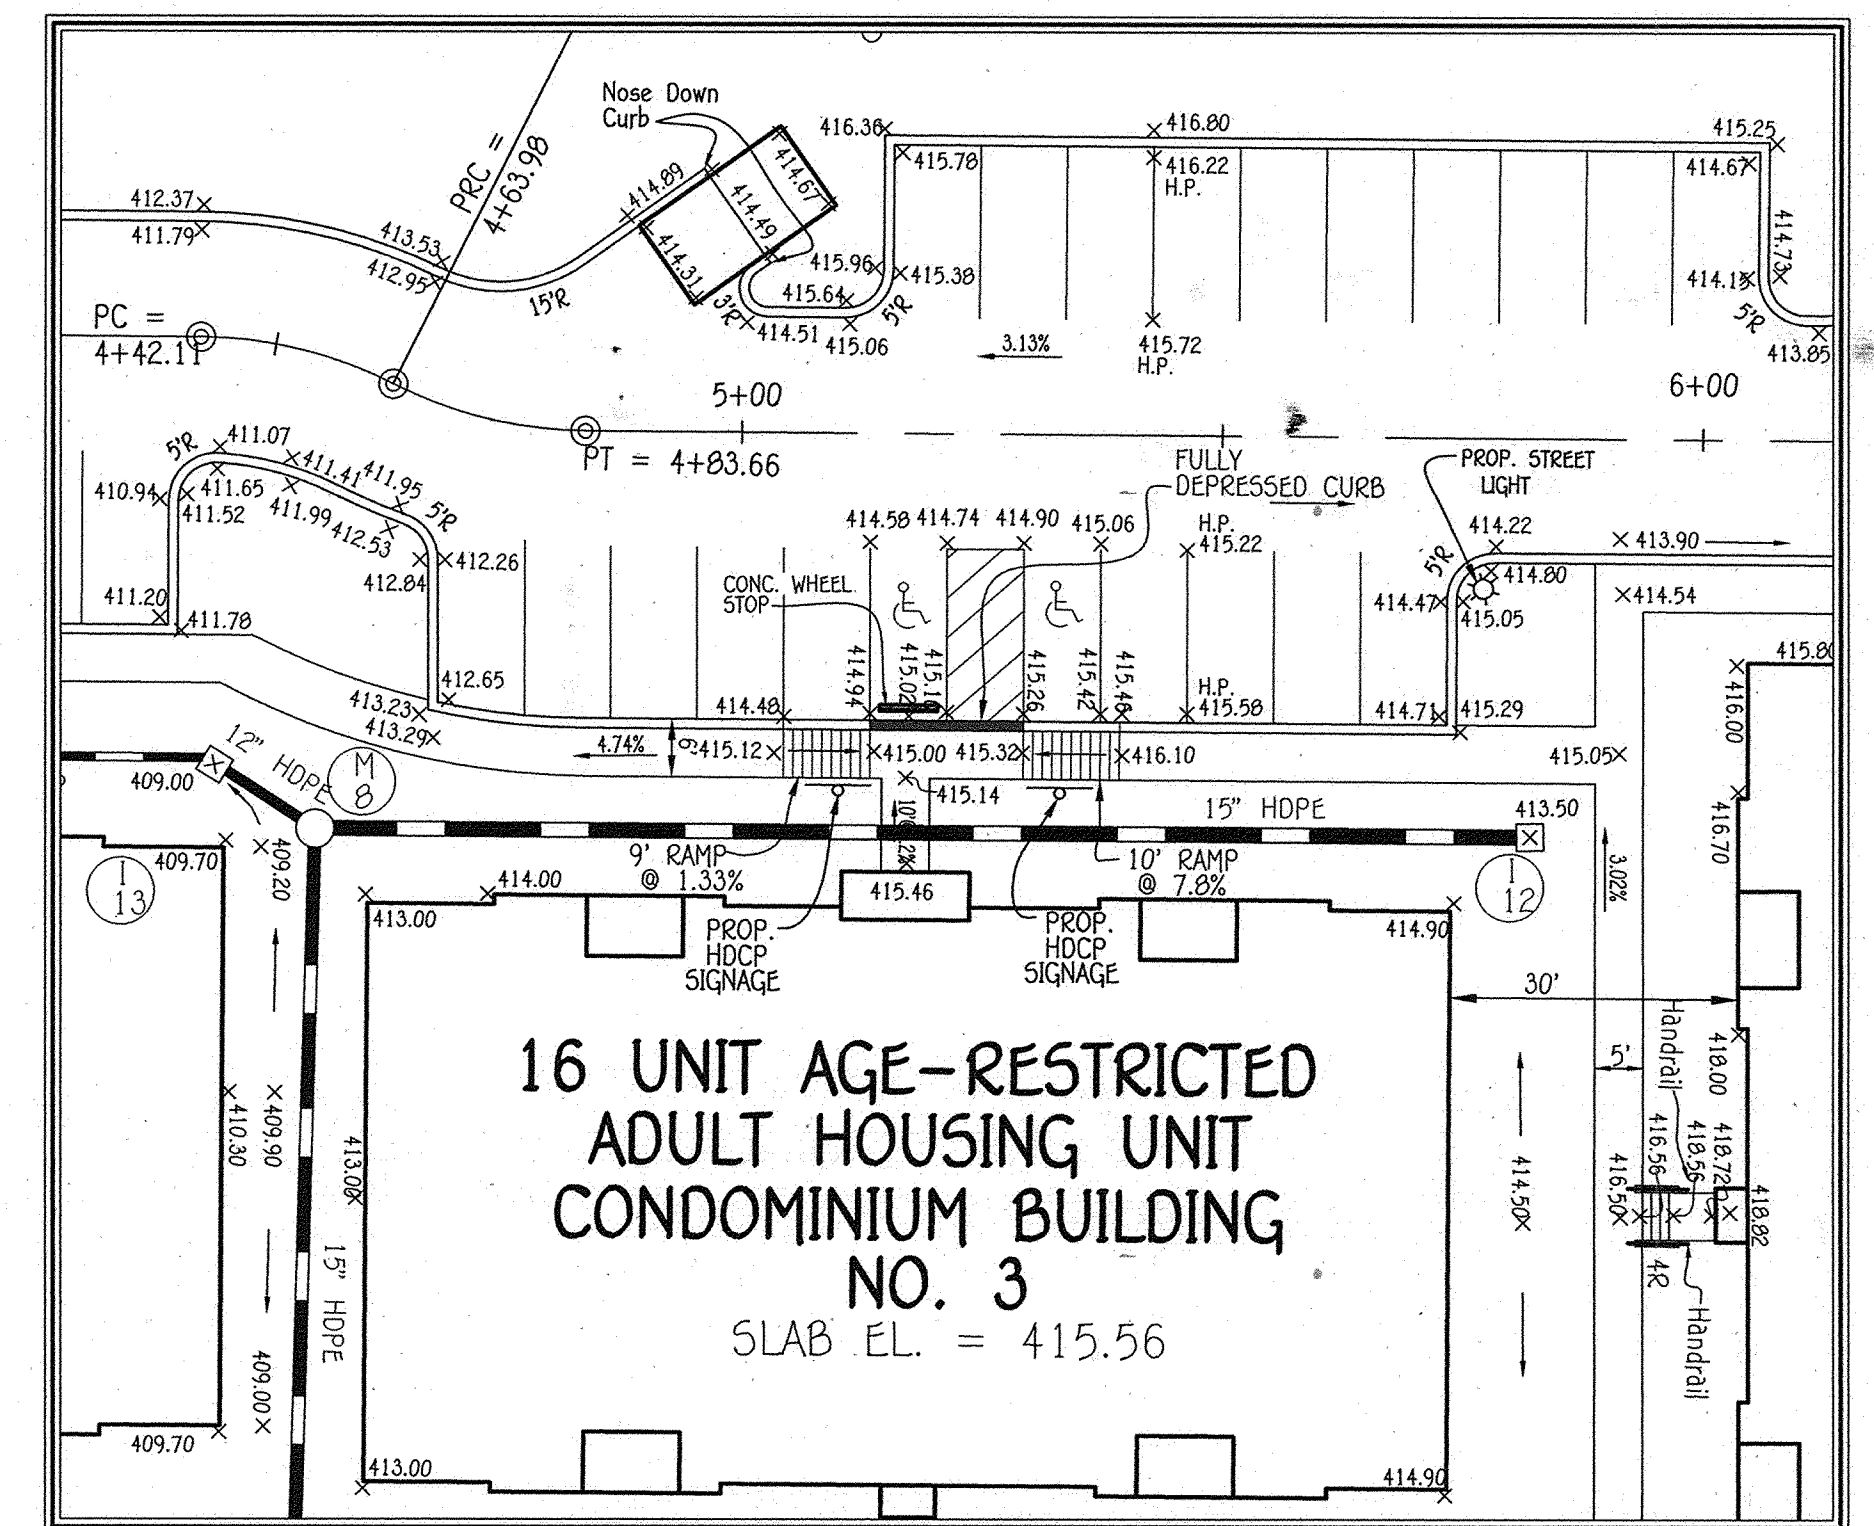 Nose Down
Curb
PRC =
4+63.98
416.36
416.80
415.25
415.78
416.22
H.P.
414.67
412.37
411.79
413.53
412.95
414.89
414.67
414.49
414.31
415.96
415.38
415.64
414.73
414.15
15'R
3'R
5'R
5'R
414.51
415.06
3.13%
415.72
H.P.
413.85
PC =
4+42.11
5+00
6+00
PT = 4+83.66
FULLY
DEPRESSED CURB
PROP. STREET
LIGHT
5'R
411.07
411.41
411.95
5'R
410.94
411.65
411.52
411.99
412.53
412.26
412.84
414.58
414.74
414.90
415.06
H.P.
415.22
414.22
413.90
5'R
414.80
414.47
415.05
414.54
CONC. WHEEL
STOP
411.20
411.78
412.65
413.23
413.29
414.48
414.94
415.02
415.10
415.26
415.42
415.46
H.P.
415.58
414.71
415.29
415.80
416.00
4.74%
6'
415.12
415.00
415.32
416.10
415.05
415.14
12" HDPE
M
8
409.00
15" HDPE
413.50
416.70
9' RAMP
@ 1.33%
10' RAMP
@ 7.8%
3.02%
409.70
409.20
I
13
I
12
414.00
413.00
415.46
414.90
PROP.
HDCP
SIGNAGE
PROP.
HDCP
SIGNAGE
30'
5'
Handrail
418.00
410.30
409.90
413.00
16 UNIT AGE-RESTRICTED
ADULT HOUSING UNIT
CONDOMINIUM BUILDING
NO. 3
SLAB EL. = 415.56
414.50
416.50
416.56
418.56
418.72
418.82
4R
Handrail
15" HDPE
409.00
409.70
413.00
414.90